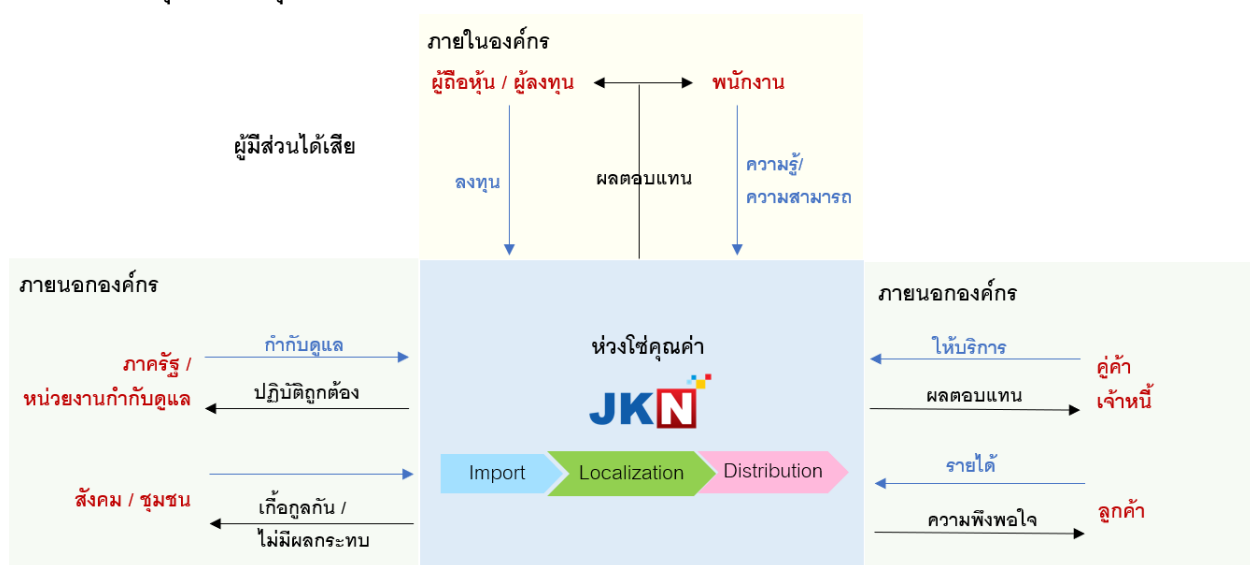 ภายในองค์กร
ผู้ถือหุ้น / ผู้ลงทุน
พนักงาน
ผู้มีส่วนได้เสีย
ลงทุน
ผลตอบแทน
ความรู้/
ความสามารถ
ภายนอกองค์กร
ภาครัฐ /
หน่วยงานกำกับดูแล
กำกับดูแล
ปฏิบัติถูกต้อง
สังคม / ชุมชน
เกื้อกูลกัน /
ไม่มีผลกระทบ
ห่วงโซ่คุณค่า
JKN
Import
Localization
Distribution
ภายนอกองค์กร
ให้บริการ
ผลตอบแทน
คู่ค้า
เจ้าหนี้
รายได้
ความพึงพอใจ
ลูกค้า